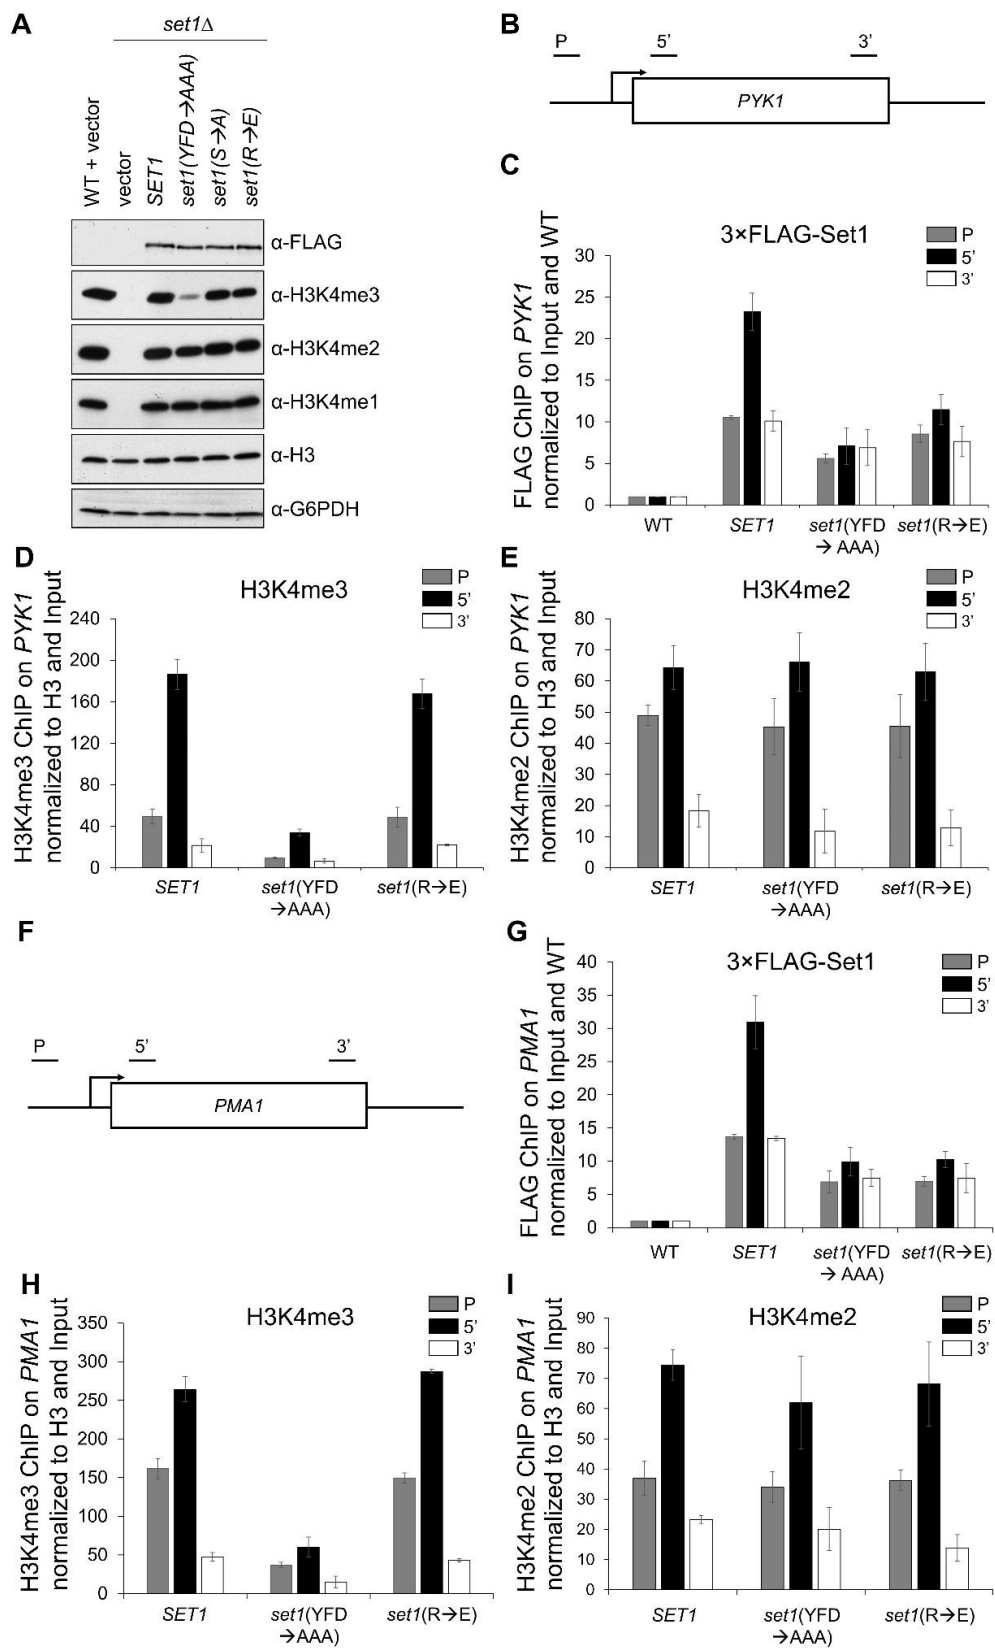 A
set1Δ
WT + vector
vector
SET1
set1(YFD→AAA)
set1(S→A)
set1(R→E)
α-FLAG
α-H3K4me3
α-H3K4me2
α-H3K4me1
α-H3
α-G6PDH
B
P
5’
3’
PYK1
C
3×FLAG-Set1
P
5’
3’
FLAG ChIP on PYK1
normalized to Input and WT
30
25
20
15
10
5
0
WT
SET1
set1(YFD
→ AAA)
set1(R→E)
D
H3K4me3
P
5’
3’
H3K4me3 ChIP on PYK1
normalized to H3 and Input
240
200
160
120
80
40
0
SET1
set1(YFD
→AAA)
set1(R→E)
E
H3K4me2
P
5’
3’
H3K4me2 ChIP on PYK1
normalized to H3 and Input
80
70
60
50
40
30
20
10
0
SET1
set1(YFD
→AAA)
set1(R→E)
F
P
5’
3’
PMA1
G
3×FLAG-Set1
P
5’
3’
FLAG ChIP on PMA1
normalized to Input and WT
40
35
30
25
20
15
10
5
0
WT
SET1
set1(YFD
→ AAA)
set1(R→E)
H
H3K4me3
P
5’
3’
H3K4me3 ChIP on PMA1
normalized to H3 and Input
350
300
250
200
150
100
50
0
SET1
set1(YFD
→AAA)
set1(R→E)
I
H3K4me2
P
5’
3’
H3K4me2 ChIP on PMA1
normalized to H3 and Input
90
80
70
60
50
40
30
20
10
0
SET1
set1(YFD
→AAA)
set1(R→E)